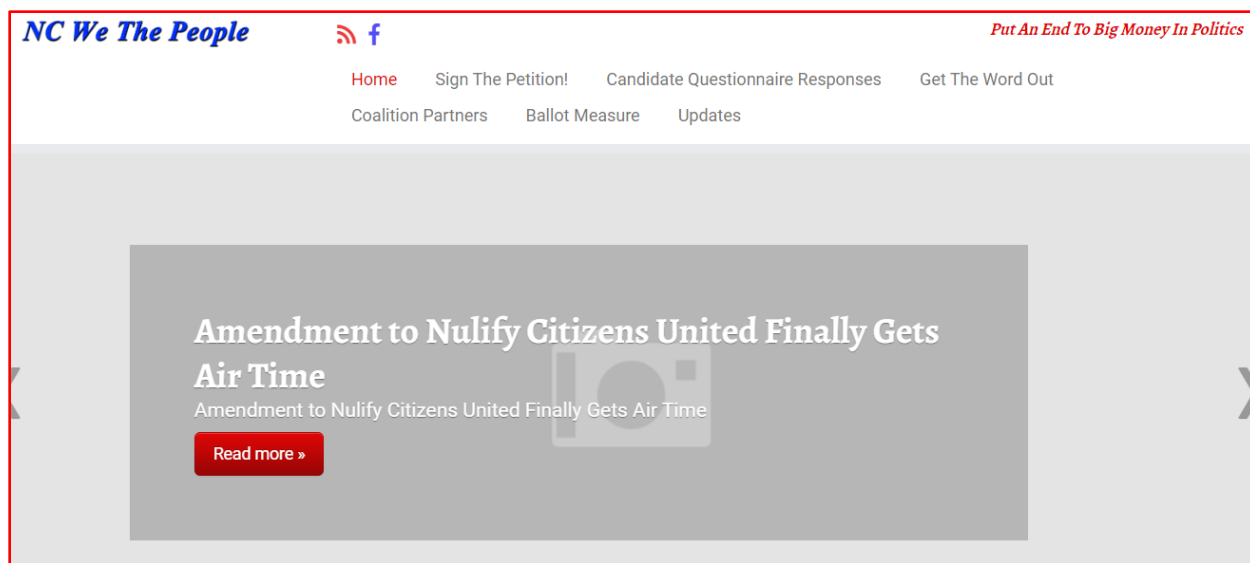 NC We The People
Put An End To Big Money In Politics
Home Sign The Petition! Candidate Questionnaire Responses Get The Word Out
Coalition Partners Ballot Measure Updates
Amendment to Nulify Citizens United Finally Gets
Air Time
Amendment to Nulify Citizens United Finally Gets Air Time
Read more »